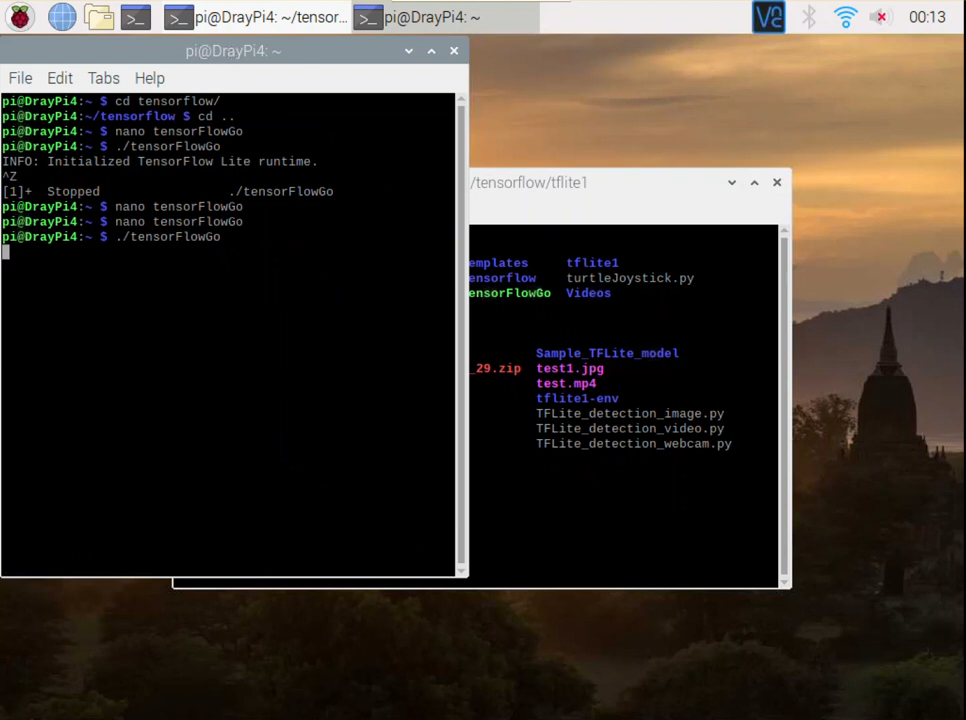 pi@DrayPi4: ~/tensor...
pi@DrayPi4: ~
00:13
pi@DrayPi4: ~
File Edit Tabs Help
pi@DrayPi4:~ $ cd tensorflow/
pi@DrayPi4:~/tensorflow $ cd ..
pi@DrayPi4:~ $ nano tensorFlowGo
pi@DrayPi4:~ $ ./tensorFlowGo
INFO: Initialized TensorFlow Lite runtime.
^Z
[1]+ Stopped ./tensorFlowGo
pi@DrayPi4:~ $ nano tensorFlowGo
pi@DrayPi4:~ $ nano tensorFlowGo
pi@DrayPi4:~ $ ./tensorFlowGo
/tensorflow/tflite1
emplates tflite1
ensorflow turtleJoystick.py
ensorFlowGo Videos
Sample_TFLite_model
_29.zip test1.jpg
test.mp4
tflite1-env
TFLite_detection_image.py
TFLite_detection_video.py
TFLite_detection_webcam.py